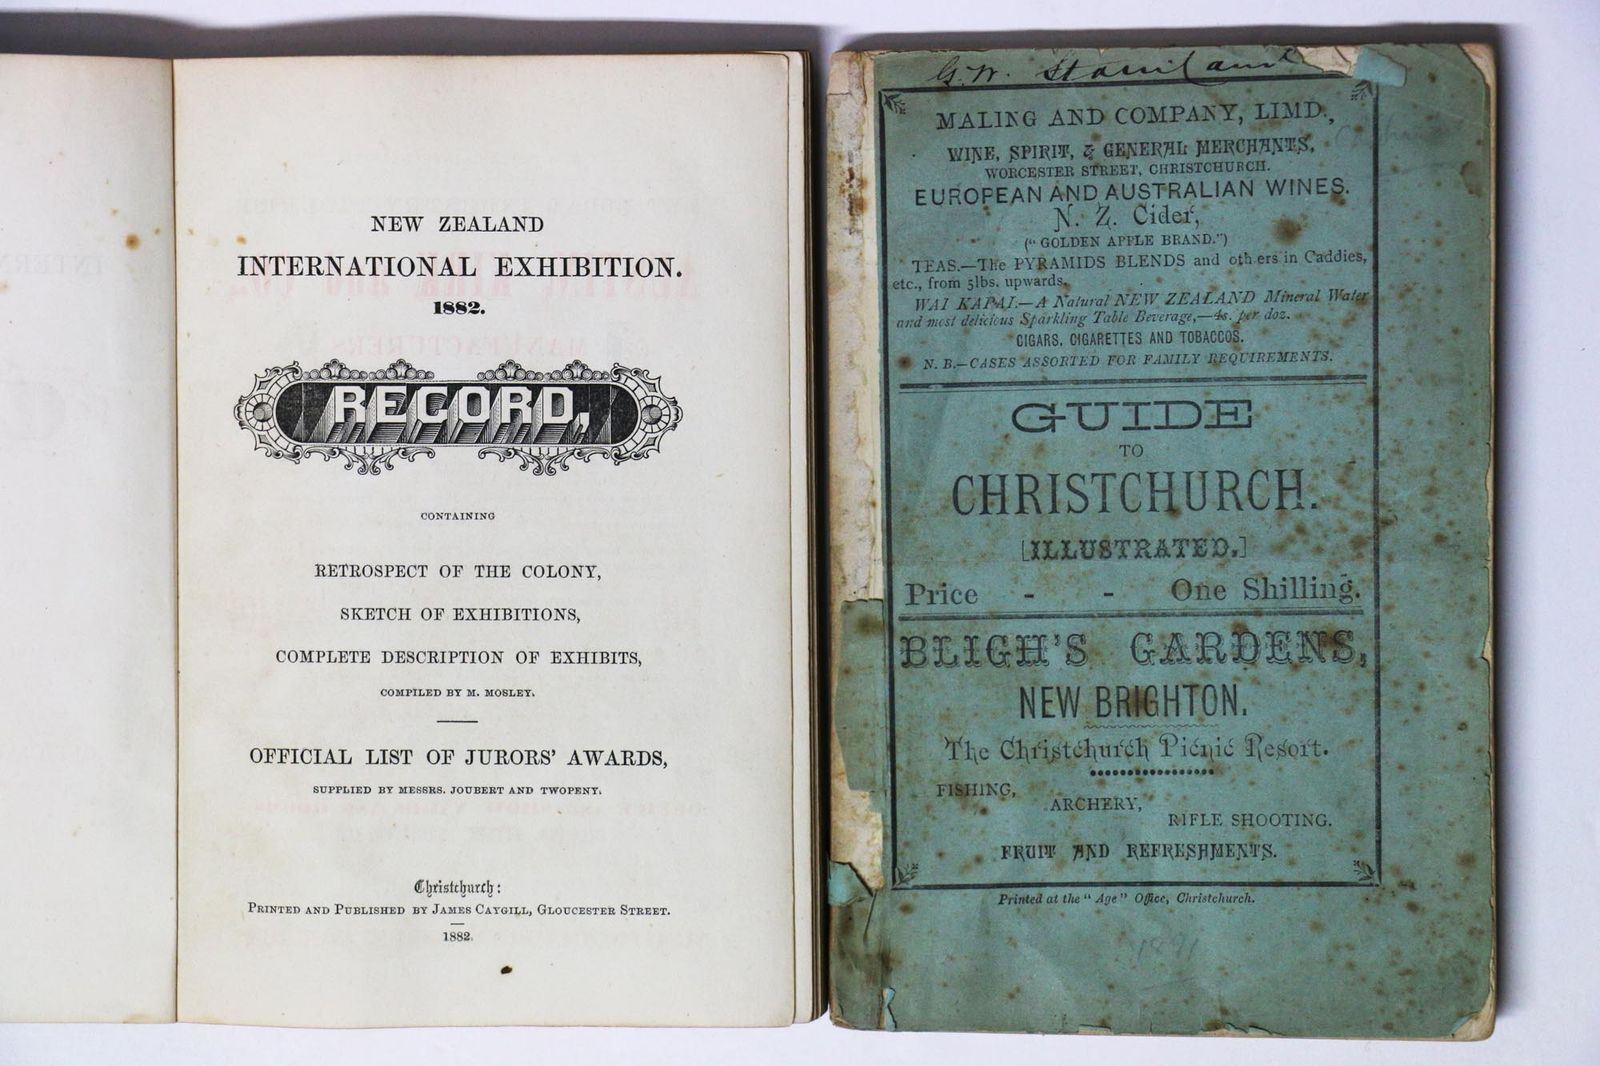 NEW ZEALAND
INTERNATIONAL EXHIBITION.
1882.
RECORD,
CONTAINING
RETROSPECT OF THE COLONY,
SKETCH OF EXHIBITIONS,
COMPLETE DESCRIPTION OF EXHIBITS,
COMPILED BY M. MOSLEY.
OFFICIAL LIST OF JURORS' AWARDS,
SUPPLIED BY MESSRS. JOUBERT AND TWOPENY.
Christchurch:
PRINTED AND PUBLISHED BY JAMES CAYGILL, GLOUCESTER STREET.
1882.
G. W. Staniland
MALING AND COMPANY, LIMD.,
WINE, SPIRIT, & GENERAL MERCHANTS,
WORCESTER STREET, CHRISTCHURCH.
EUROPEAN AND AUSTRALIAN WINES.
N. Z. Cider,
("GOLDEN APPLE BRAND.")
TEAS.—The PYRAMIDS BLENDS and others in Caddies,
etc., from 5lbs. upwards.
WAI KAPAI.—A Natural NEW ZEALAND Mineral Water
and most delicious Sparkling Table Beverage,—4s. per doz.
CIGARS, CIGARETTES AND TOBACCOS.
N. B.—CASES ASSORTED FOR FAMILY REQUIREMENTS.
GUIDE
TO
CHRISTCHURCH.
[ILLUSTRATED.]
Price - - One Shilling.
BLIGH'S GARDENS,
NEW BRIGHTON.
The Christchurch Picnic Resort.
FISHING,
ARCHERY,
RIFLE SHOOTING.
FRUIT AND REFRESHMENTS.
Printed at the "Age" Office, Christchurch.
1891